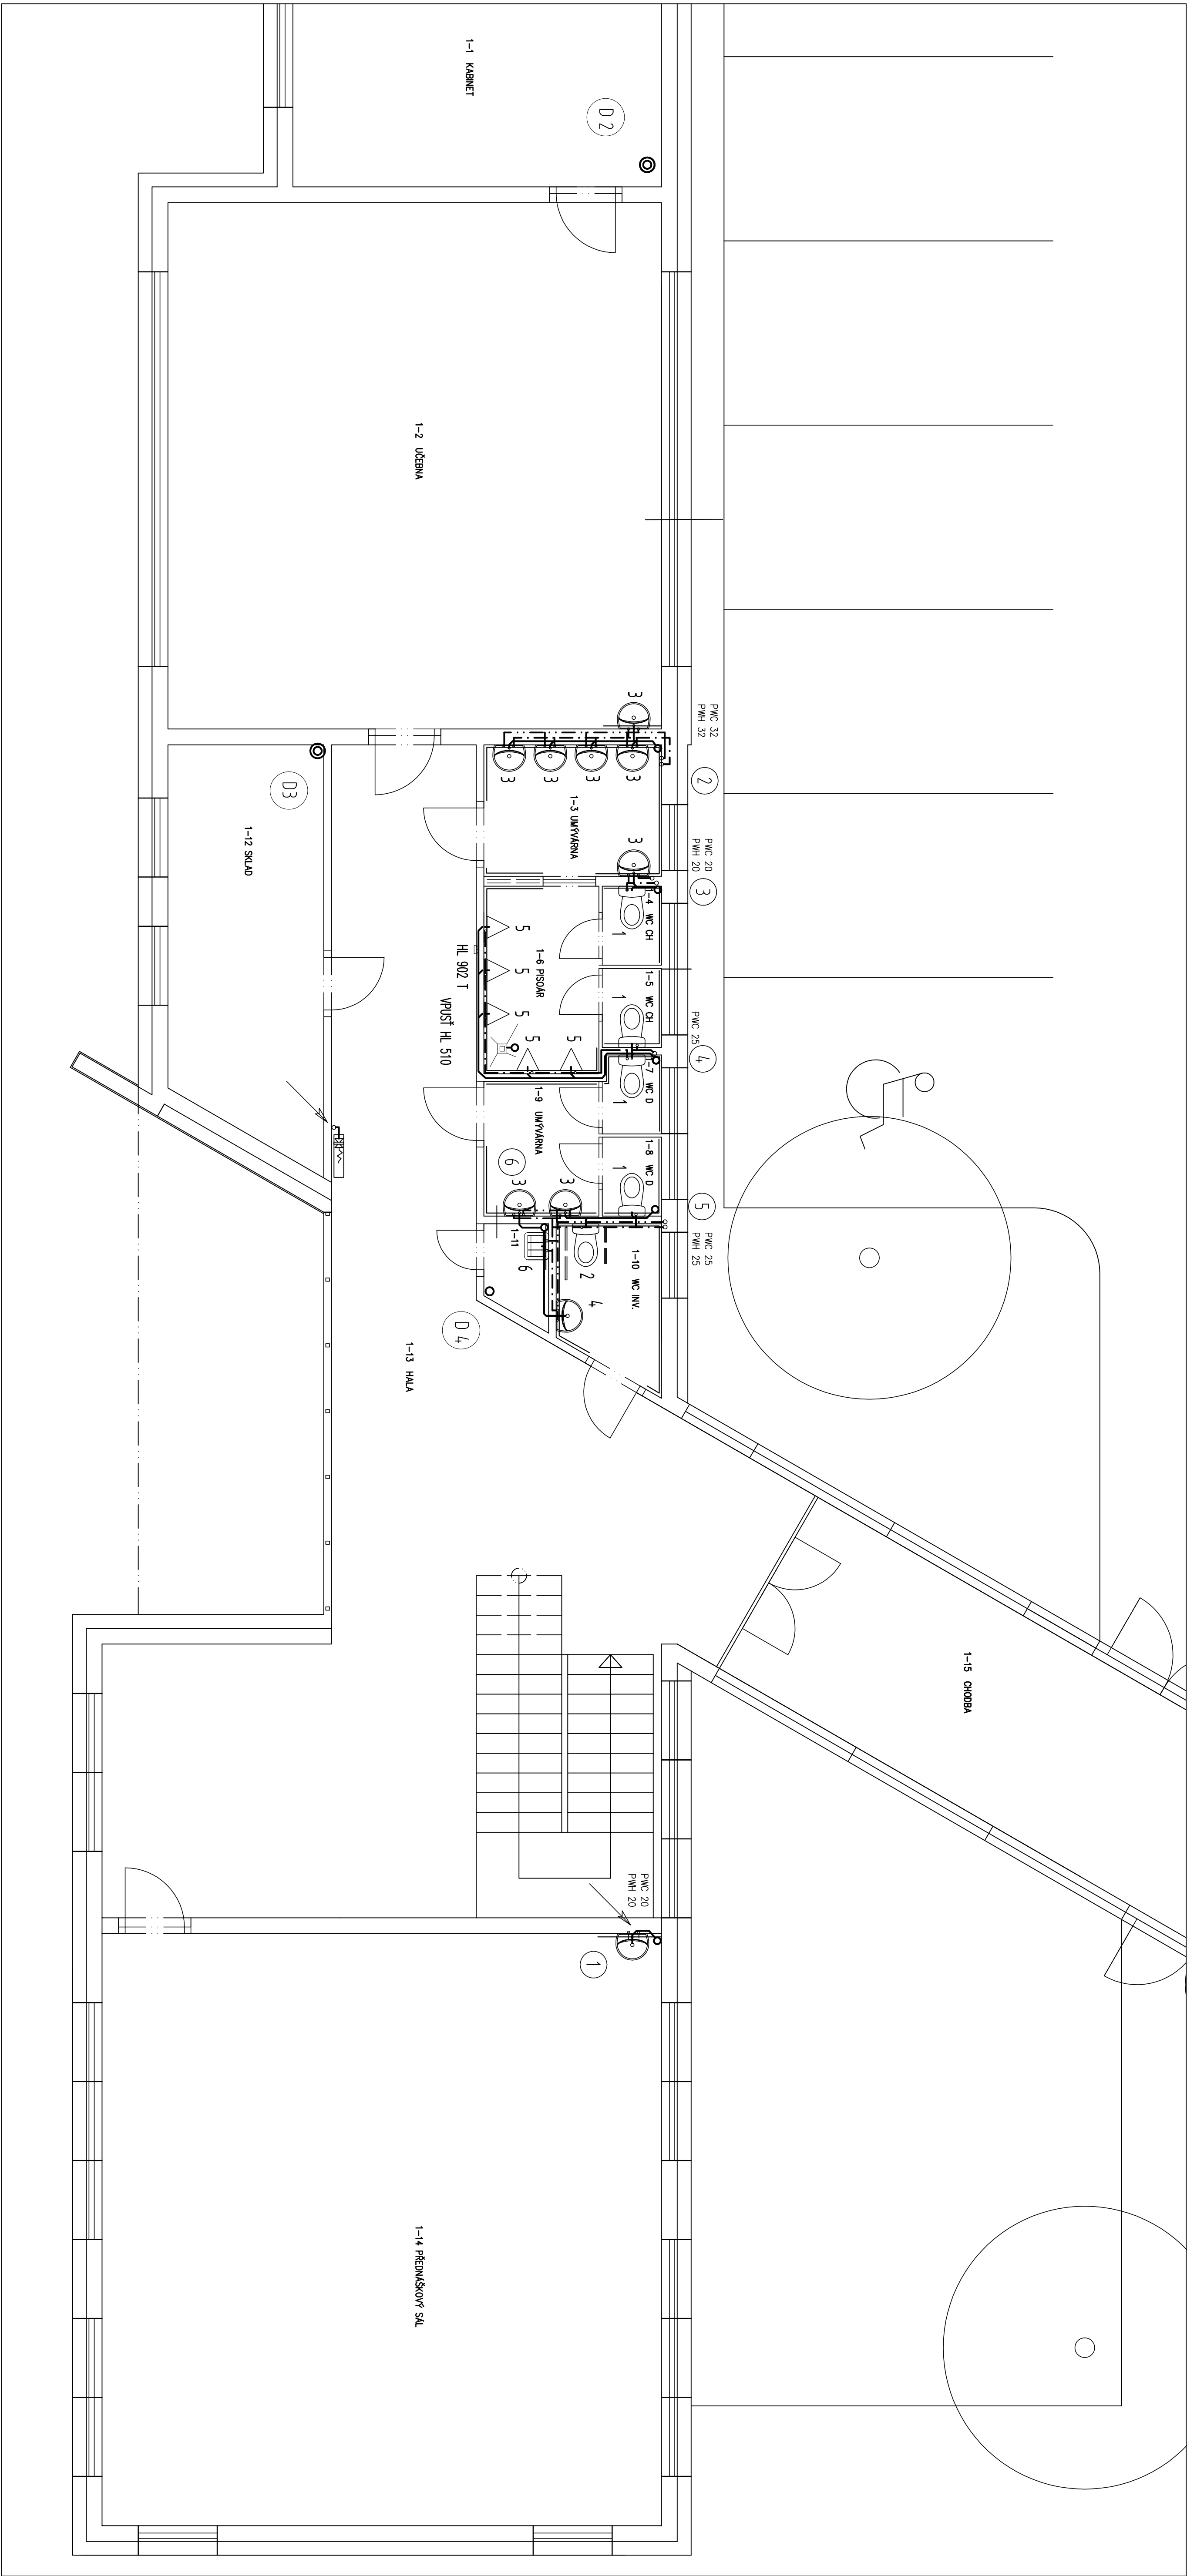 1-1 KABINET
D 2
1-2 UČEBNA
PWC 32
PWH 32
2
3
3
3
3
3
1-3 UMÝVÁRNA
3
PWC 20
PWH 20
3
1-4 WC CH
1
1-5 WC CH
1
1-6 PISOÁR
5
5
5
5
5
HL 902 T
VPUSŤ HL 510
PWC 25
4
1-7 WC D
1
1-8 WC D
1
1-9 UMÝVÁRNA
6
3
3
5
PWC 25
PWH 25
1-10 WC INV.
2
4
1-11
6
D 4
D3
1-12 SKLAD
1-13 HALA
1-15 CHODBA
PWC 20
PWH 20
1
1-14 PŘEDNÁŠKOVÝ SÁL